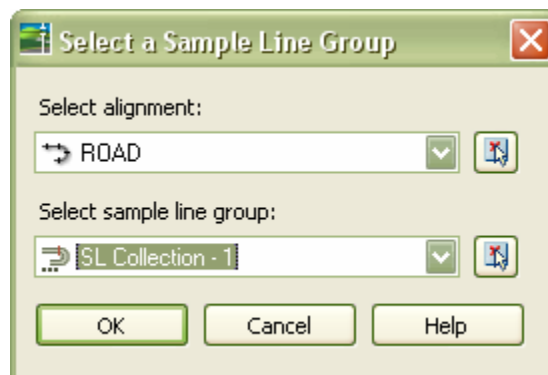 Select a Sample Line Group
Select alignment:
ROAD
Select sample line group:
SL Collection - 1
OK Cancel Help